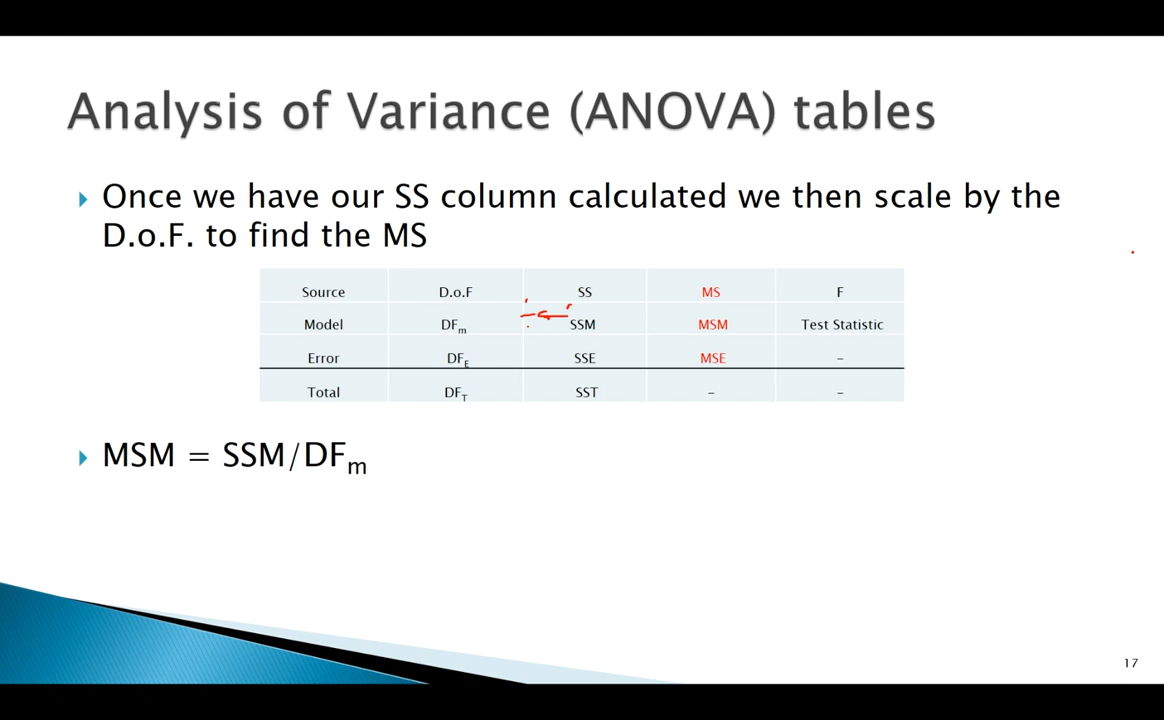 Analysis of Variance (ANOVA) tables
Once we have our SS column calculated we then scale by the
D.o.F. to find the MS
Source D.o.F SS MS F
Model DFm SSM MSM Test Statistic
Error DFE SSE MSE –
Total DFT SST – –
MSM = SSM/DFm
17